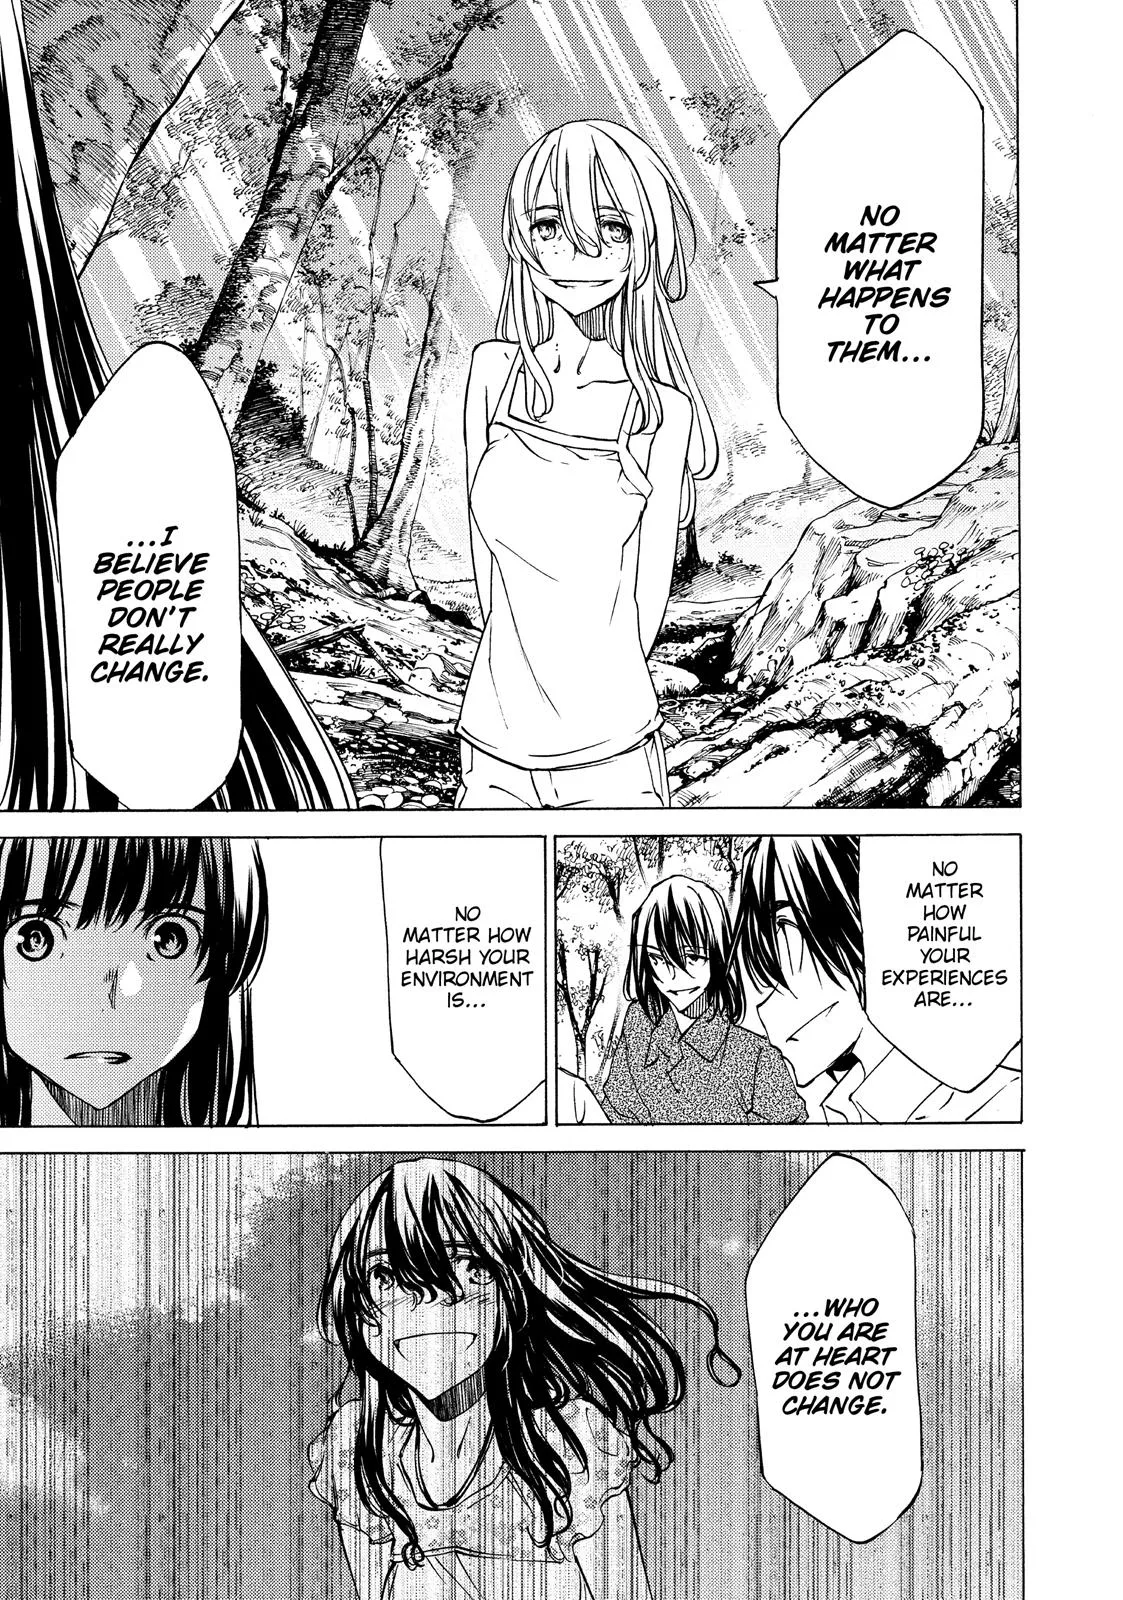 NO
MATTER
WHAT
HAPPENS
TO
THEM...
...I
BELIEVE
PEOPLE
DON'T
REALLY
CHANGE.
NO
MATTER
HOW
PAINFUL
YOUR
EXPERIENCES
ARE...
NO
MATTER HOW
HARSH YOUR
ENVIRONMENT
IS...
...WHO
YOU ARE
AT HEART
DOES NOT
CHANGE.